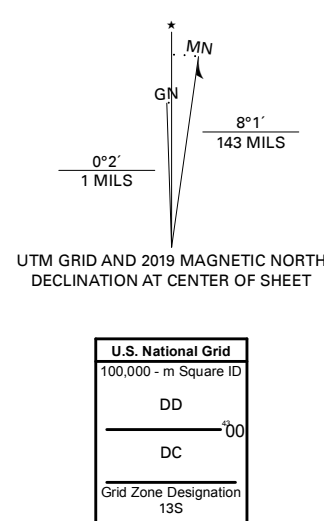 ★
MN
GN
8°1´
143 MILS
0°2´
1 MILS
UTM GRID AND 2019 MAGNETIC NORTH
DECLINATION AT CENTER OF SHEET
U.S. National Grid
100,000 - m Square ID
DD
⁴³00
DC
Grid Zone Designation
13S